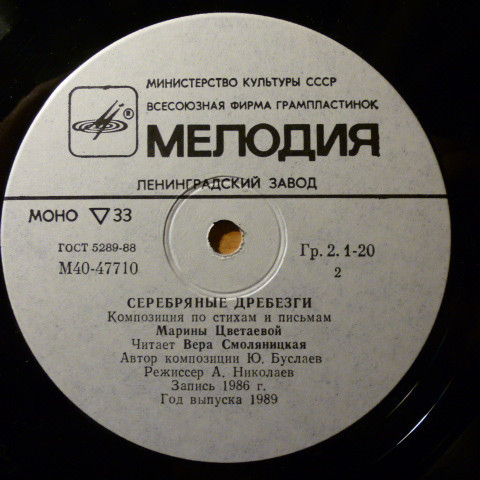 МИНИСТЕРСТВО КУЛЬТУРЫ СССР
ВСЕСОЮЗНАЯ ФИРМА ГРАМПЛАСТИНОК
®
МЕЛОДИЯ
ЛЕНИНГРАДСКИЙ ЗАВОД
МОНО ▽ 33
ГОСТ 5289-88
М40-47710
Гр. 2. 1-20
2
СЕРЕБРЯНЫЕ ДРЕБЕЗГИ
Композиция по стихам и письмам
Марины Цветаевой
Читает Вера Смоляницкая
Автор композиции Ю. Буслаев
Режиссер А. Николаев
Запись 1986 г.
Год выпуска 1989